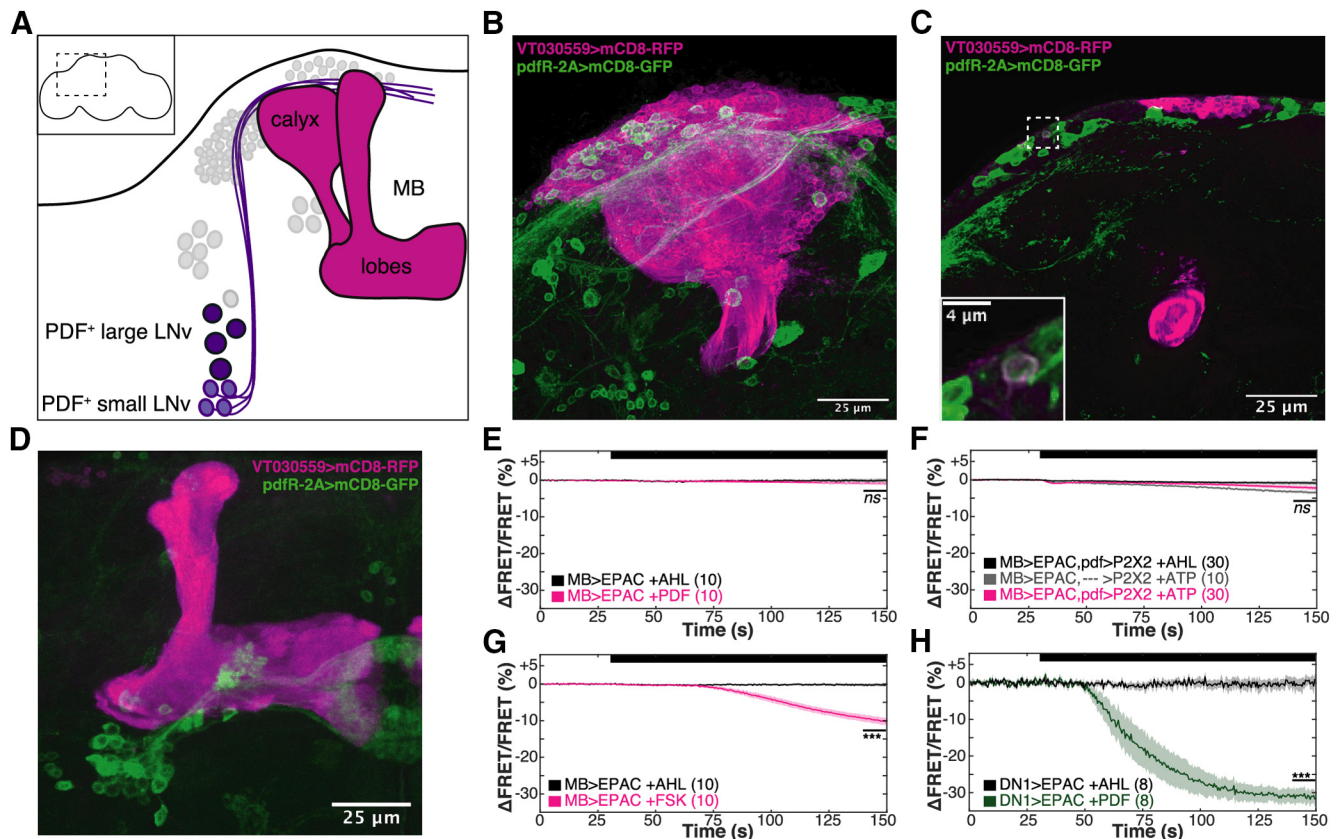 A
calyx
MB
lobes
PDF+ large LNv
PDF+ small LNv
B
VT030559>mCD8-RFP
pdfR-2A>mCD8-GFP
25 μm
C
VT030559>mCD8-RFP
pdfR-2A>mCD8-GFP
4 μm
25 μm
D
VT030559>mCD8-RFP
pdfR-2A>mCD8-GFP
25 μm
E
ΔFRET/FRET (%)
+5
0
-10
-20
-30
ns
MB>EPAC +AHL (10)
MB>EPAC +PDF (10)
0 25 50 75 100 125 150
Time (s)
F
ΔFRET/FRET (%)
+5
0
-10
-20
-30
ns
MB>EPAC,pdf>P2X2 +AHL (30)
MB>EPAC, --- >P2X2 +ATP (10)
MB>EPAC,pdf>P2X2 +ATP (30)
0 25 50 75 100 125 150
Time (s)
G
ΔFRET/FRET (%)
+5
0
-10
-20
-30
***
MB>EPAC +AHL (10)
MB>EPAC +FSK (10)
0 25 50 75 100 125 150
Time (s)
H
ΔFRET/FRET (%)
+5
0
-10
-20
-30
***
DN1>EPAC +AHL (8)
DN1>EPAC +PDF (8)
0 25 50 75 100 125 150
Time (s)